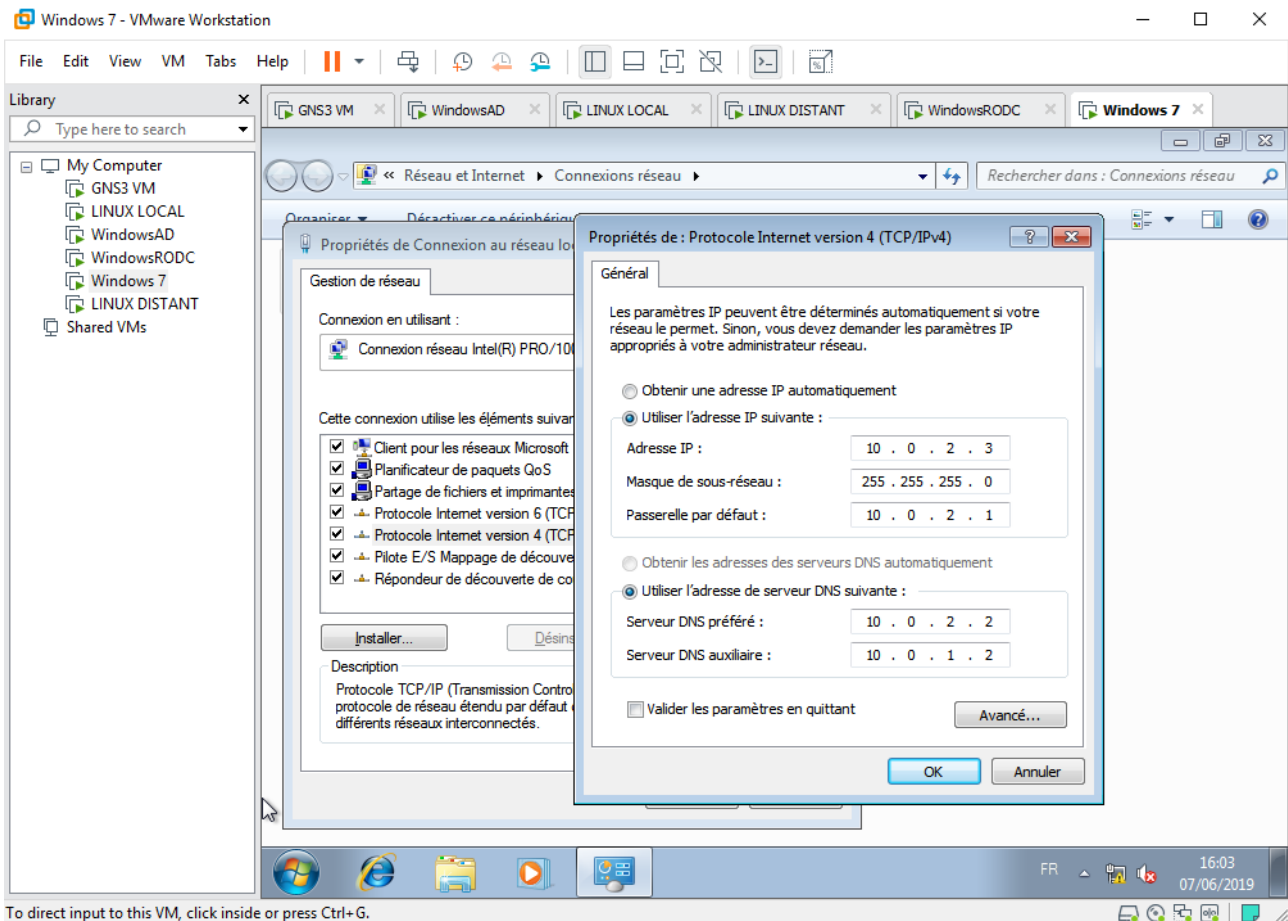 Windows 7 - VMware Workstation
File Edit View VM Tabs Help
Library
Type here to search
My Computer
GNS3 VM
LINUX LOCAL
WindowsAD
WindowsRODC
Windows 7
LINUX DISTANT
Shared VMs
GNS3 VM WindowsAD LINUX LOCAL LINUX DISTANT WindowsRODC Windows 7
« Réseau et Internet Connexions réseau Rechercher dans : Connexions réseau
Organiser Désactiver ce périphériqu
Propriétés de Connexion au réseau lo
Gestion de réseau
Connexion en utilisant :
Connexion réseau Intel(R) PRO/100
Cette connexion utilise les éléments suivan
Client pour les réseaux Microsoft
Planificateur de paquets QoS
Partage de fichiers et imprimantes
Protocole Internet version 6 (TCP
Protocole Internet version 4 (TCP
Pilote E/S Mappage de découve
Répondeur de découverte de co
Installer... Désins
Description
Protocole TCP/IP (Transmission Control
protocole de réseau étendu par défaut
différents réseaux interconnectés.
Propriétés de : Protocole Internet version 4 (TCP/IPv4)
Général
Les paramètres IP peuvent être déterminés automatiquement si votre
réseau le permet. Sinon, vous devez demander les paramètres IP
appropriés à votre administrateur réseau.
Obtenir une adresse IP automatiquement
Utiliser l'adresse IP suivante :
Adresse IP : 10 . 0 . 2 . 3
Masque de sous-réseau : 255 . 255 . 255 . 0
Passerelle par défaut : 10 . 0 . 2 . 1
Obtenir les adresses des serveurs DNS automatiquement
Utiliser l'adresse de serveur DNS suivante :
Serveur DNS préféré : 10 . 0 . 2 . 2
Serveur DNS auxiliaire : 10 . 0 . 1 . 2
Valider les paramètres en quittant
Avancé...
OK Annuler
FR 16:03
07/06/2019
To direct input to this VM, click inside or press Ctrl+G.